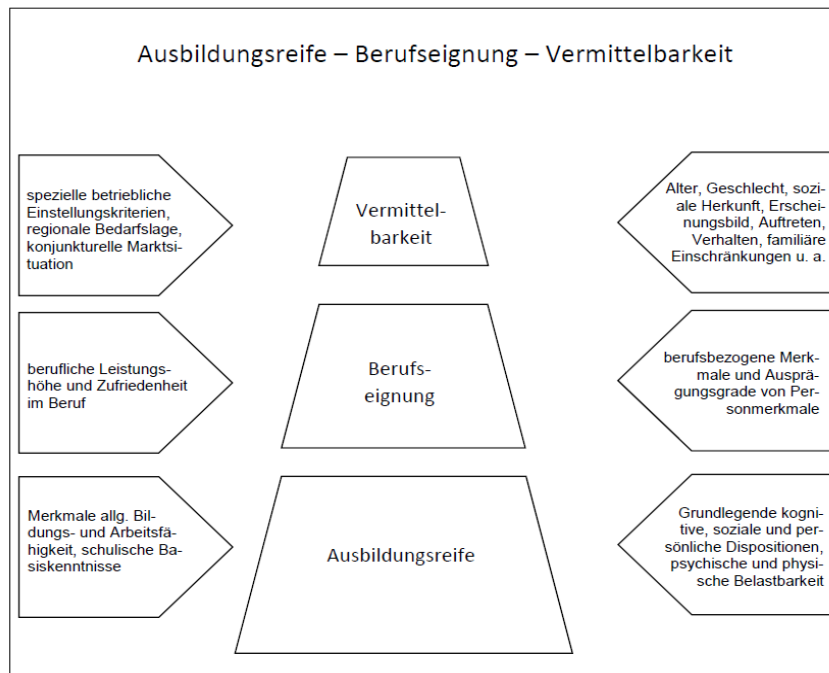 Ausbildungsreife – Berufseignung – Vermittelbarkeit
spezielle betriebliche
Einstellungskriterien,
regionale Bedarfslage,
konjunkturelle Marktsi-
tuation
Vermittel-
barkeit
Alter, Geschlecht, sozi-
ale Herkunft, Erschei-
nungsbild, Auftreten,
Verhalten, familiäre
Einschränkungen u. a.
berufliche Leistungs-
höhe und Zufriedenheit
im Beruf
Berufs-
eignung
berufsbezogene Merk-
male und Ausprä-
gungsgrade von Per-
sonmerkmale
Merkmale allg. Bil-
dungs- und Arbeitsfä-
higkeit, schulische Ba-
siskenntnisse
Ausbildungsreife
Grundlegende kogni-
tive, soziale und per-
sönliche Dispositionen,
psychische und physi-
sche Belastbarkeit